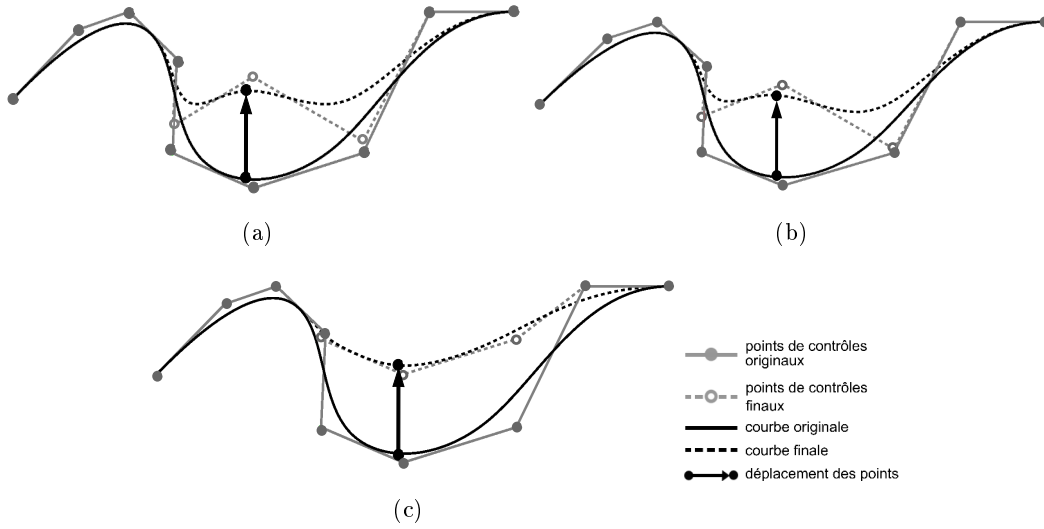 (a)
(b)
(c)
points de contrôles
originaux
points de contrôles
finaux
courbe originale
courbe finale
déplacement des points